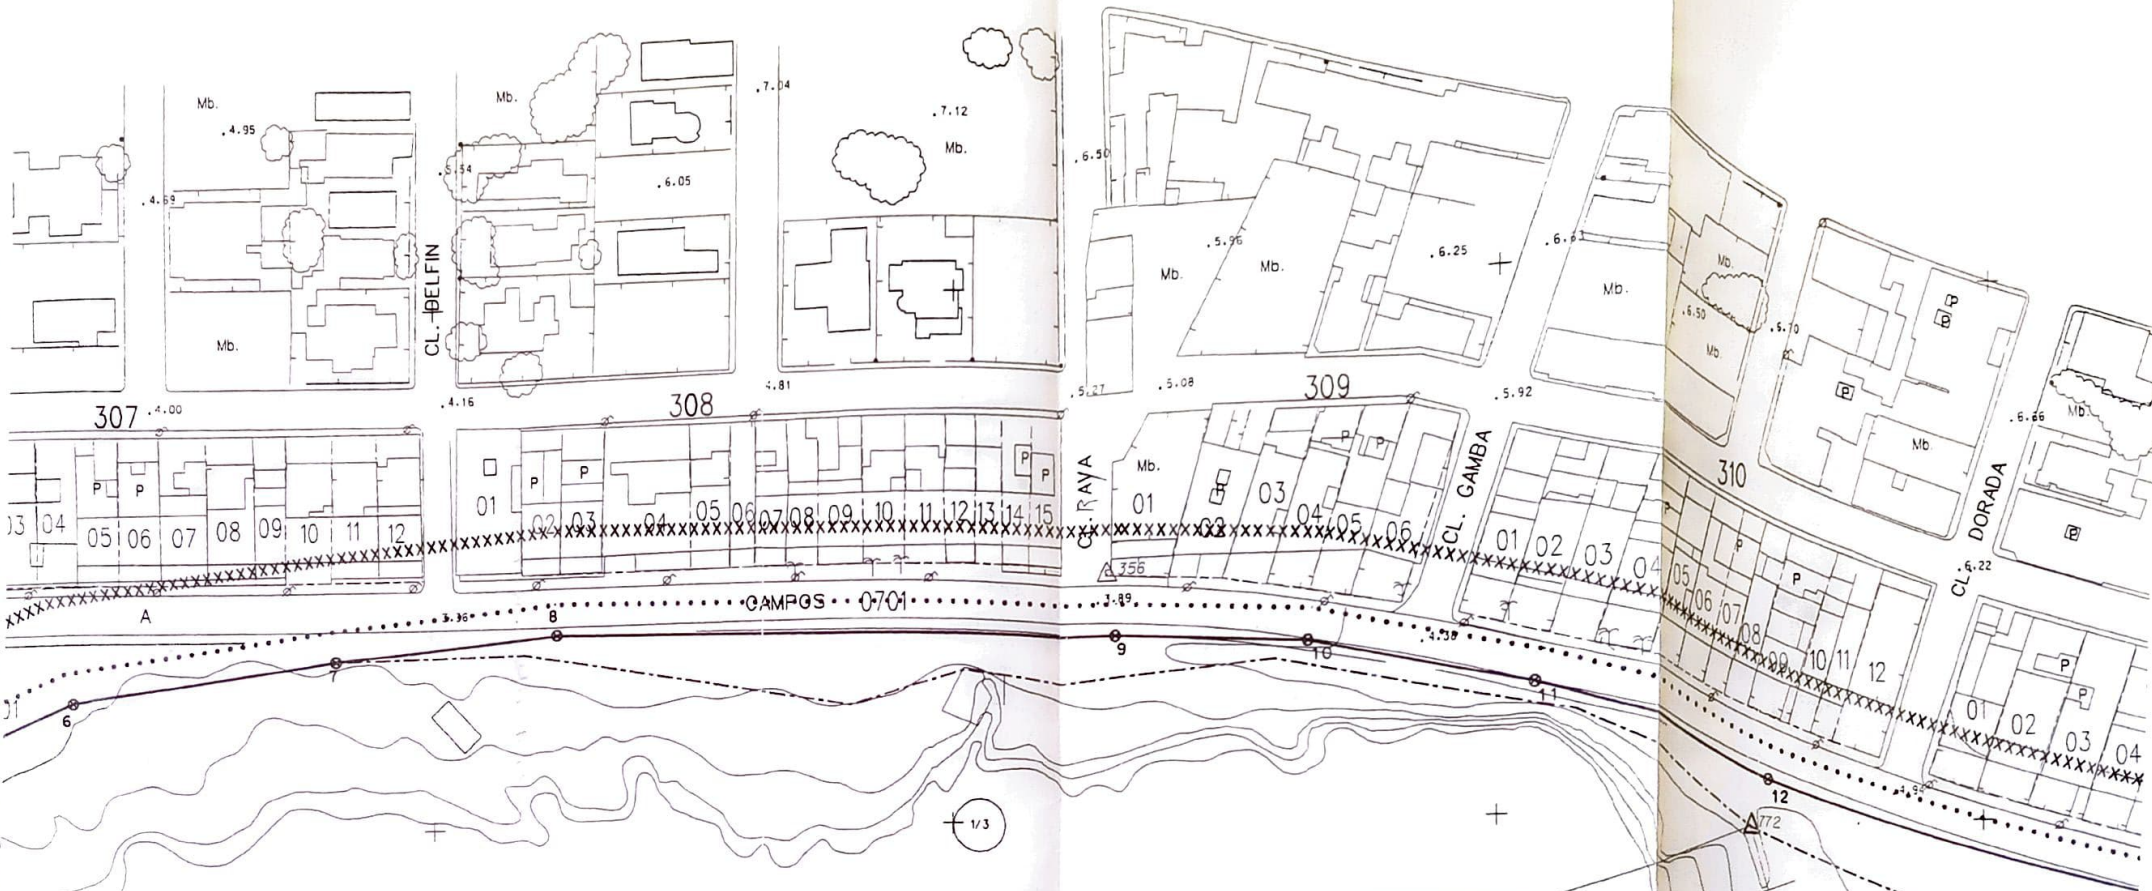 Mb.
.4.95
.4.69
Mb.
CL. DELFIN
Mb.
.5.54
.6.05
.7.04
.7.12
Mb.
.6.50
.5.96
Mb.
Mb.
.6.25
Mb.
Mb.
.6.50
Mb.
.5.70
P
P
P
Mb.
.6.66
Mb.
P
307
.4.00
.4.16
308
4.81
.5.27
.5.08
309
.5.92
310
03 04 05 06 07 08 09 10 11 12
P P
01 02 03 04 05 06 07 08 09 10 11 12 13 14 15
P P P P
CL. RAYA
Mb.
01 02 03 04 05 06
P P
CL. GAMBA
01 02 03 04 05 06 07 08 09 10 11 12
P P P
CL. DORADA
.6.22
01 02 03 04
P P
356
A
3.36
CAMPOS 0701
3.89
.4.38
4.94
01
6
7
8
9
10
11
12
1/3
772